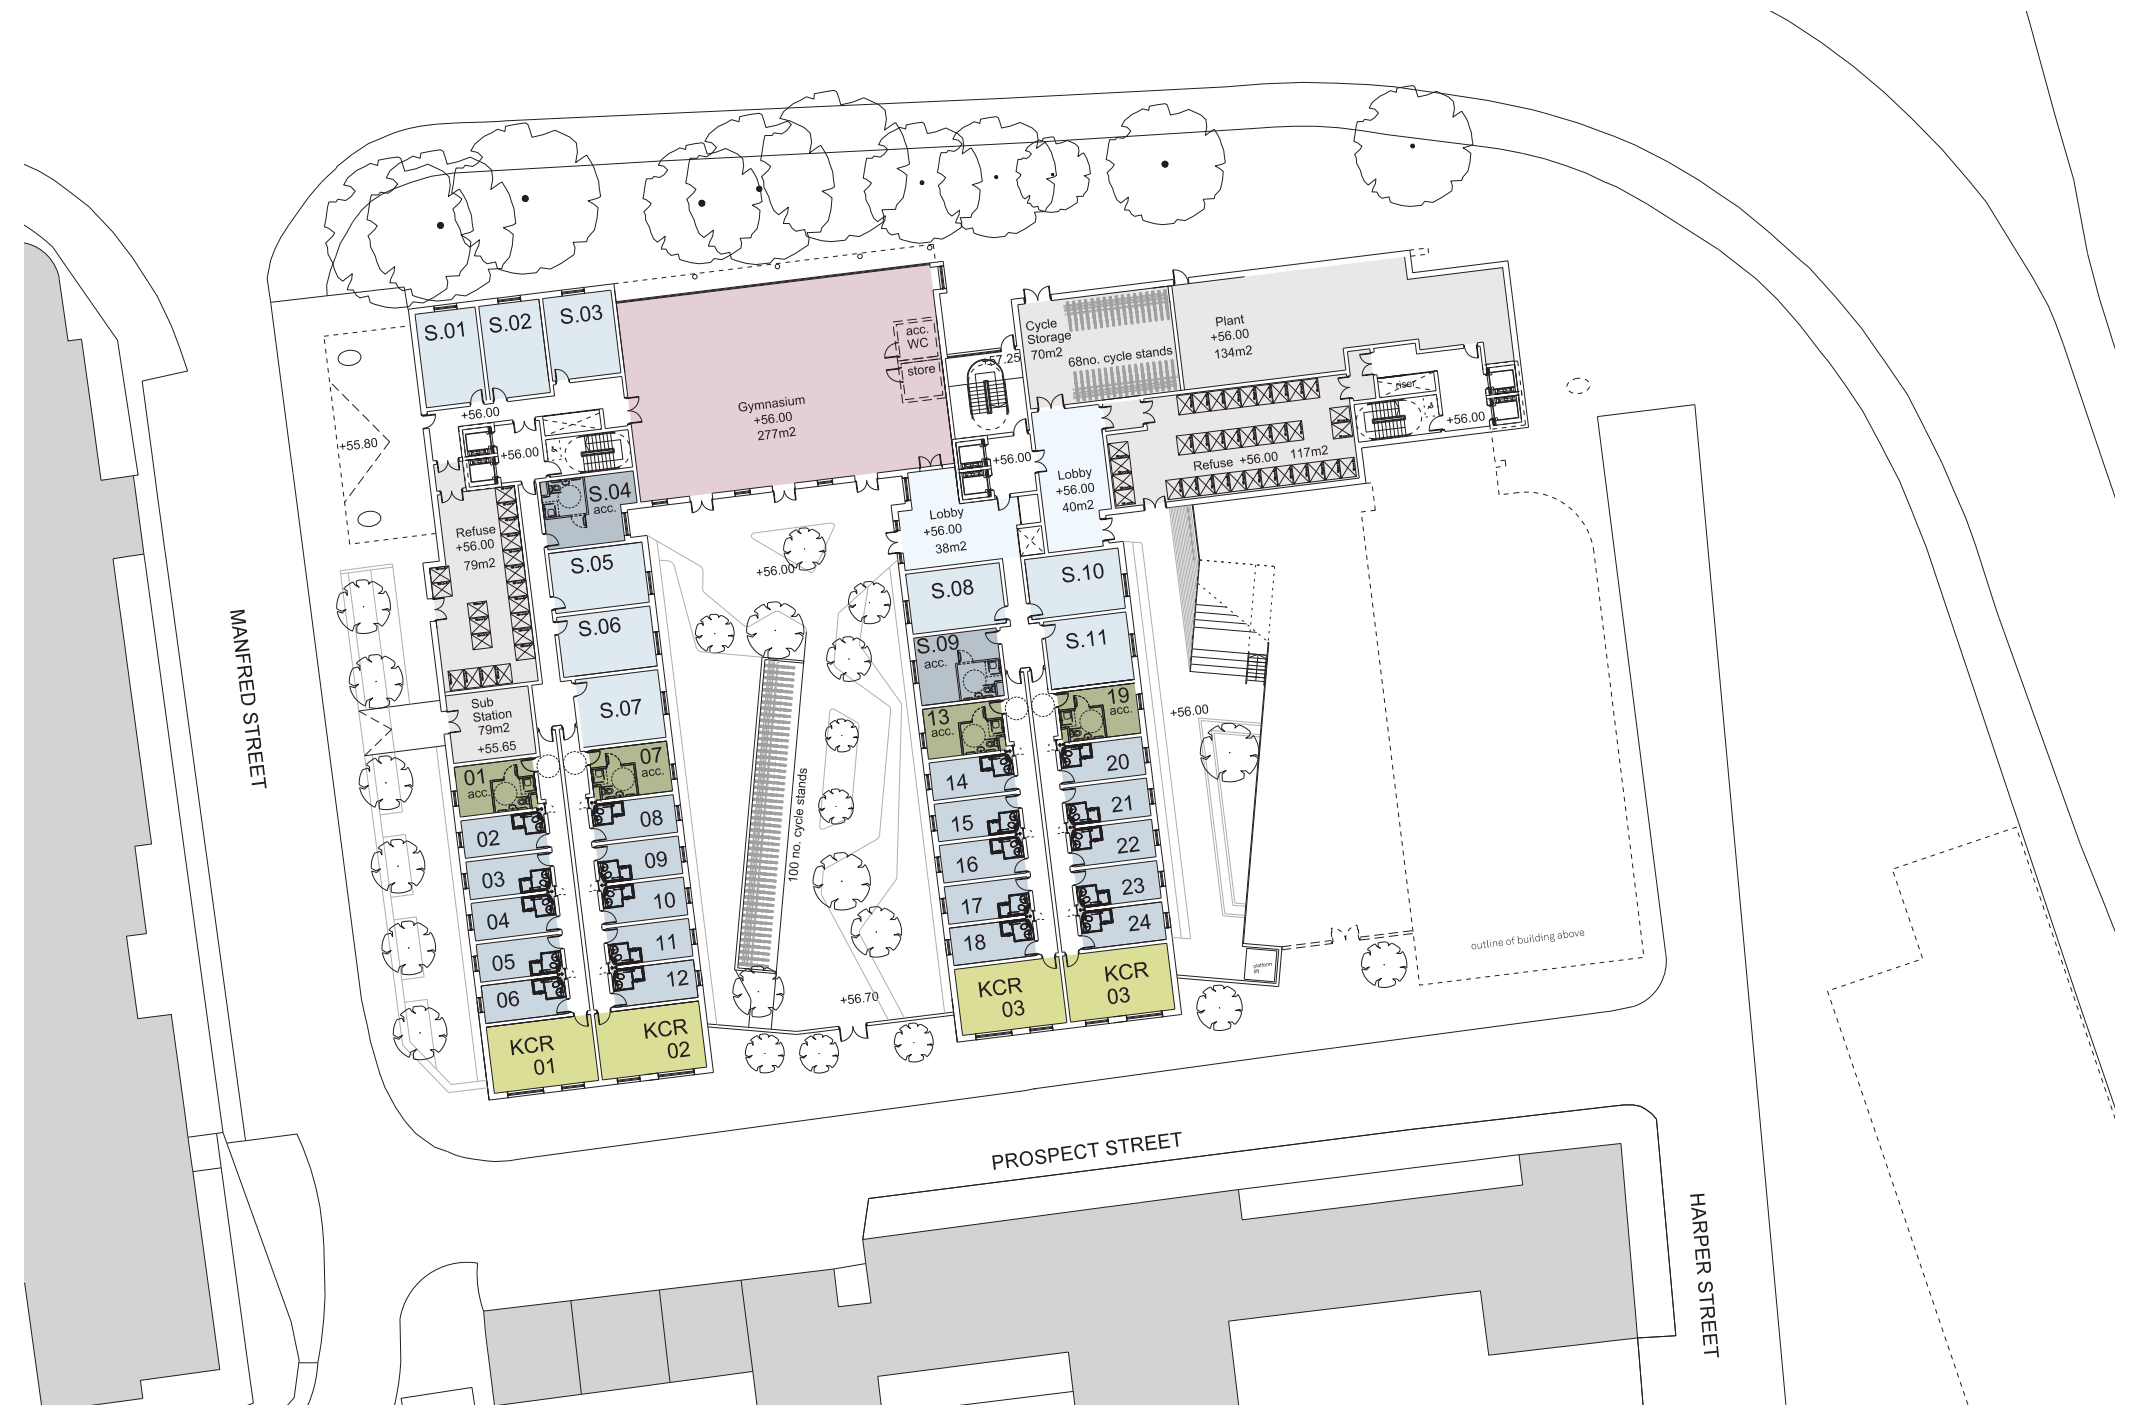 S.01
S.02
S.03
+56.00
+55.80
+56.00
Gymnasium
+56.00
277m2
acc.
WC
store
+57.25
Cycle
Storage
70m2
68no. cycle stands
Plant
+56.00
134m2
riser
+56.00
Refuse +56.00 117m2
+56.00
Lobby
+56.00
40m2
Lobby
+56.00
38m2
S.04
acc.
Refuse
+56.00
79m2
S.05
S.06
S.07
Sub
Station
79m2
+55.65
+56.00
S.08
S.09
acc.
S.10
S.11
01
acc.
02
03
04
05
06
KCR
01
07
acc.
08
09
10
11
12
KCR
02
100 no. cycle stands
+56.70
13
acc.
14
15
16
17
18
KCR
03
19
acc.
20
21
22
23
24
KCR
03
+56.00
platform
lift
outline of building above
MANFRED STREET
PROSPECT STREET
HARPER STREET